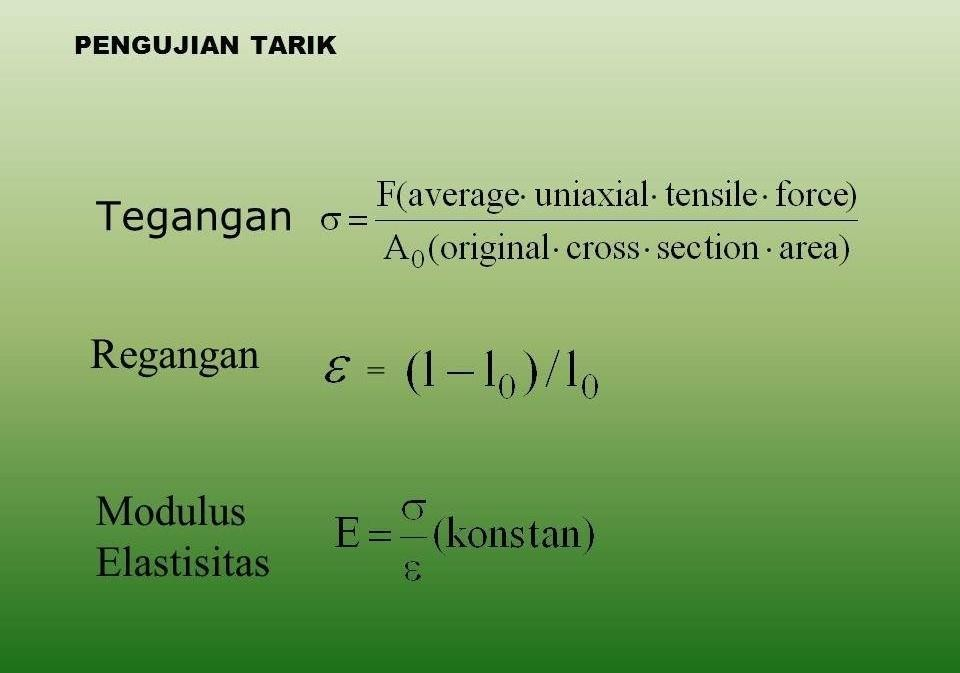 PENGUJIAN TARIK
Tegangan σ = F(average· uniaxial· tensile· force) / A₀(original· cross· section· area)
Regangan ε = (l − l₀) / l₀
Modulus
Elastisitas E = σ/ε (konstan)